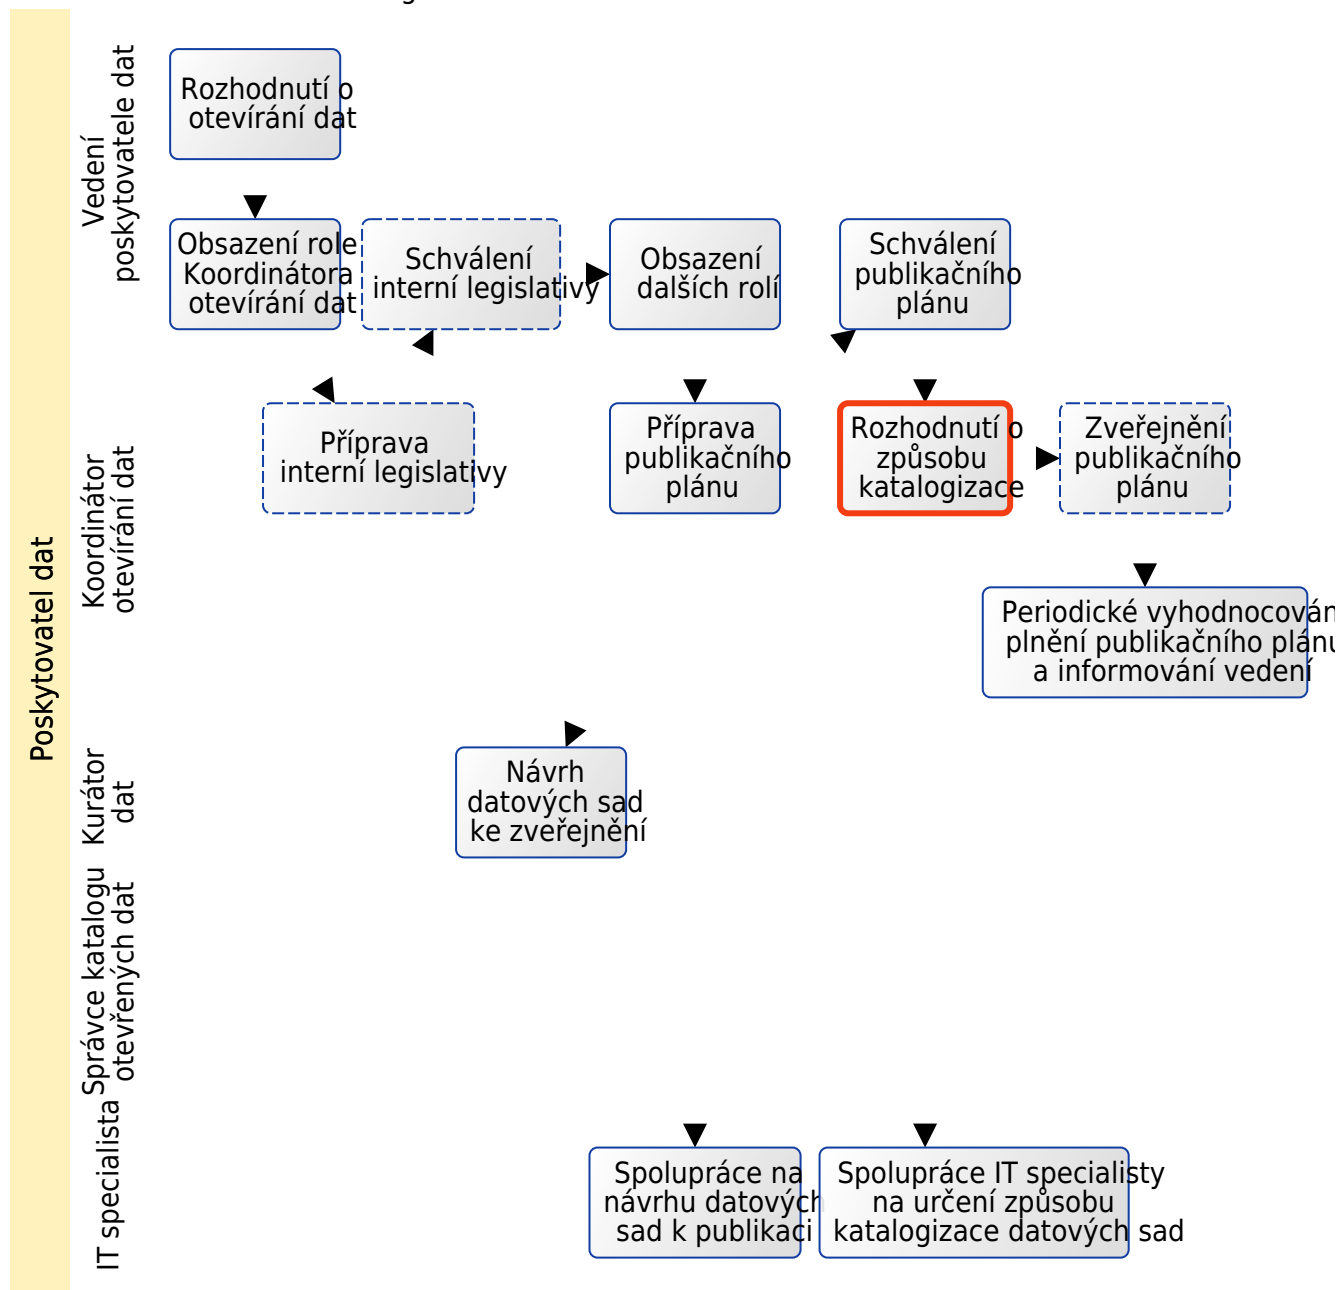 Poskytovatel dat
Vedení
poskytovatele dat
Rozhodnutí o
otevírání dat
Obsazení role
Koordinátora
otevírání dat
Schválení
interní legislativy
Obsazení
dalších rolí
Schválení
publikačního
plánu
Koordinátor
otevírání dat
Příprava
interní legislativy
Příprava
publikačního
plánu
Rozhodnutí o
způsobu
katalogizace
Zveřejnění
publikačního
plánu
Periodické vyhodnocován
plnění publikačního plánu
a informování vedení
Kurátor
dat
Návrh
datových sad
ke zveřejnění
Správce katalogu
otevřených dat
IT specialista
Spolupráce na
návrhu datových
sad k publikaci
Spolupráce IT specialisty
na určení způsobu
katalogizace datových sad